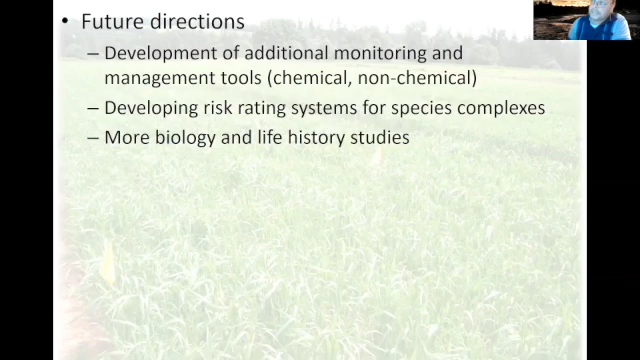 • Future directions
– Development of additional monitoring and
management tools (chemical, non-chemical)
– Developing risk rating systems for species complexes
– More biology and life history studies